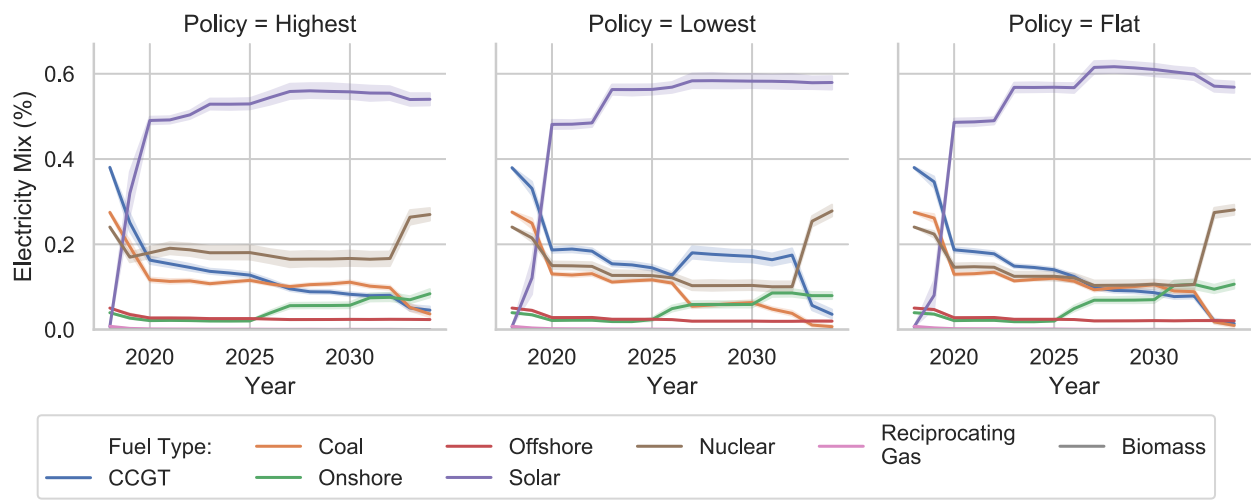 Policy = Highest
Policy = Lowest
Policy = Flat
Electricity Mix (%)
0.6
0.4
0.2
0.0
2020 2025 2030
2020 2025 2030
2020 2025 2030
Year
Year
Year
Fuel Type:
CCGT
Coal
Onshore
Offshore
Solar
Nuclear
Reciprocating
Gas
Biomass